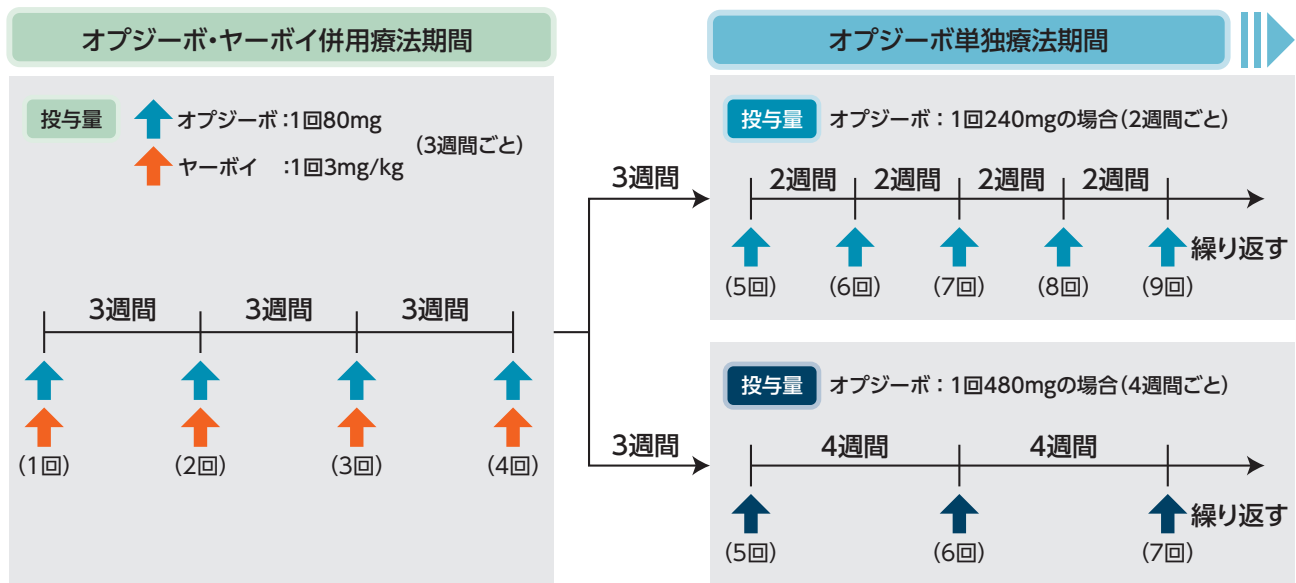 オプジーボ・ヤーボイ併用療法期間
投与量
オプジーボ：1回80mg
ヤーボイ　：1回3mg/kg
(3週間ごと)
3週間 3週間 3週間
(1回) (2回) (3回) (4回)
3週間
3週間
オプジーボ単独療法期間
投与量 オプジーボ：1回240mgの場合(2週間ごと)
2週間 2週間 2週間 2週間
繰り返す
(5回) (6回) (7回) (8回) (9回)
投与量 オプジーボ：1回480mgの場合(4週間ごと)
4週間 4週間
繰り返す
(5回) (6回) (7回)